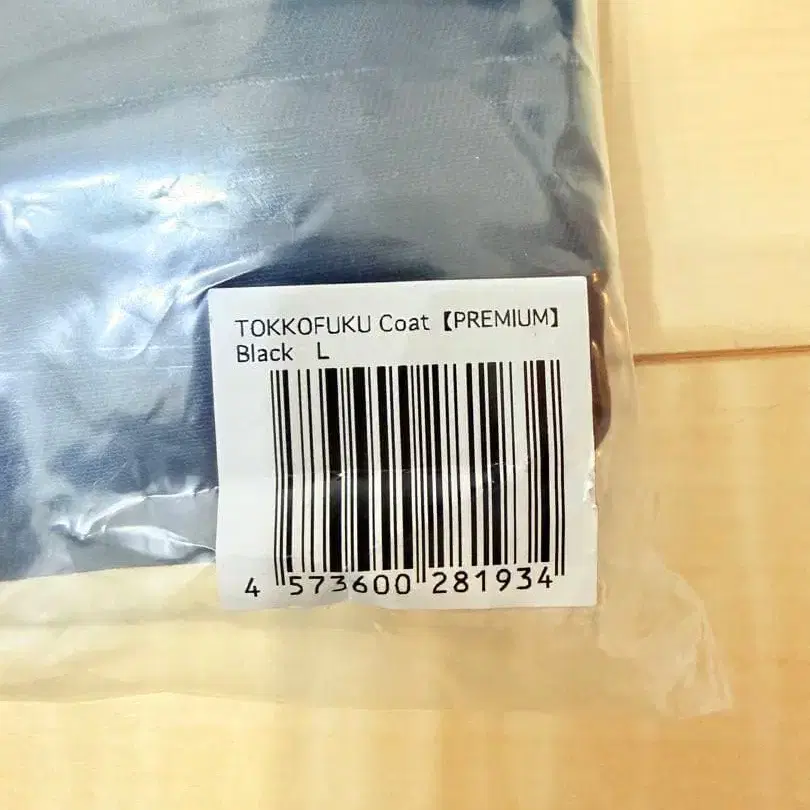 TOKKOFUKU Coat【PREMIUM】
Black L
4 573600 281934